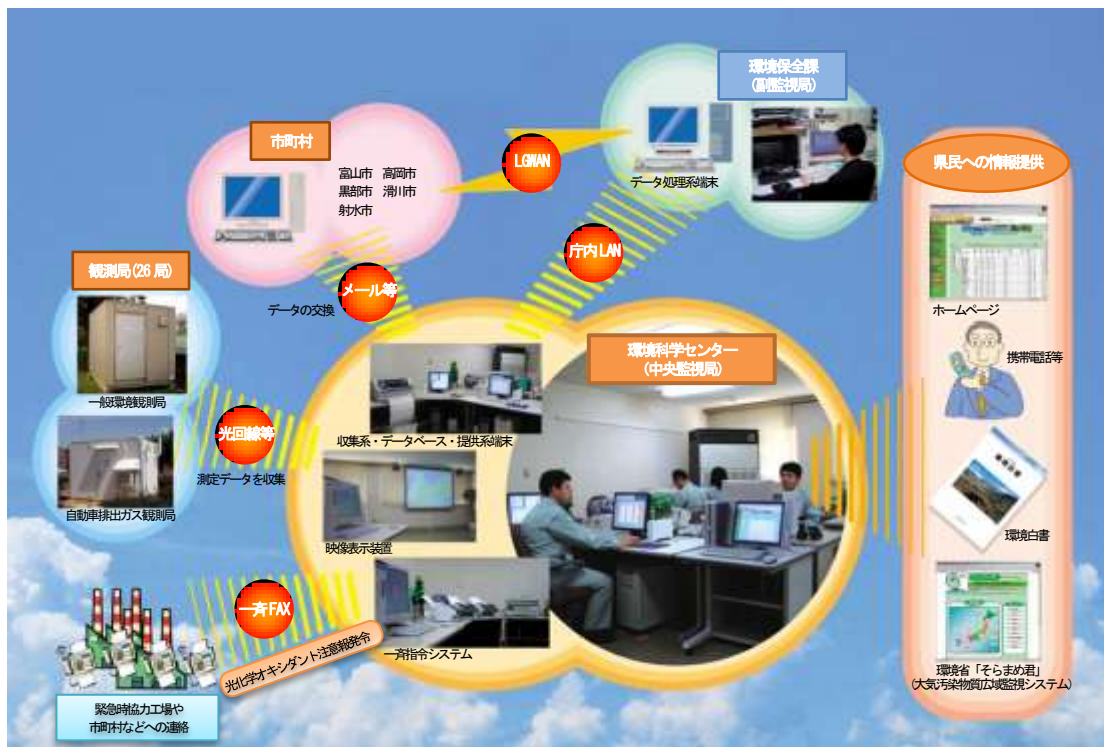 環境保全課
(副監視局)
市町村
富山市 高岡市
黒部市 滑川市
射水市
LGWAN
データ処理系端末
県民への情報提供
庁内LAN
観測局(26局)
メール等
データの交換
ホームページ
環境科学センター
(中央監視局)
携帯電話等
一般環境観測局
光回線等
収集系・データベース・提供系端末
測定データを収集
自動車排出ガス観測局
環境白書
映像表示装置
一斉FAX
一斉指令システム
光化学オキシダント注意報発令
環境省「そらまめ君」
(大気汚染物質広域監視システム)
緊急時協力工場や
市町村などへの連絡